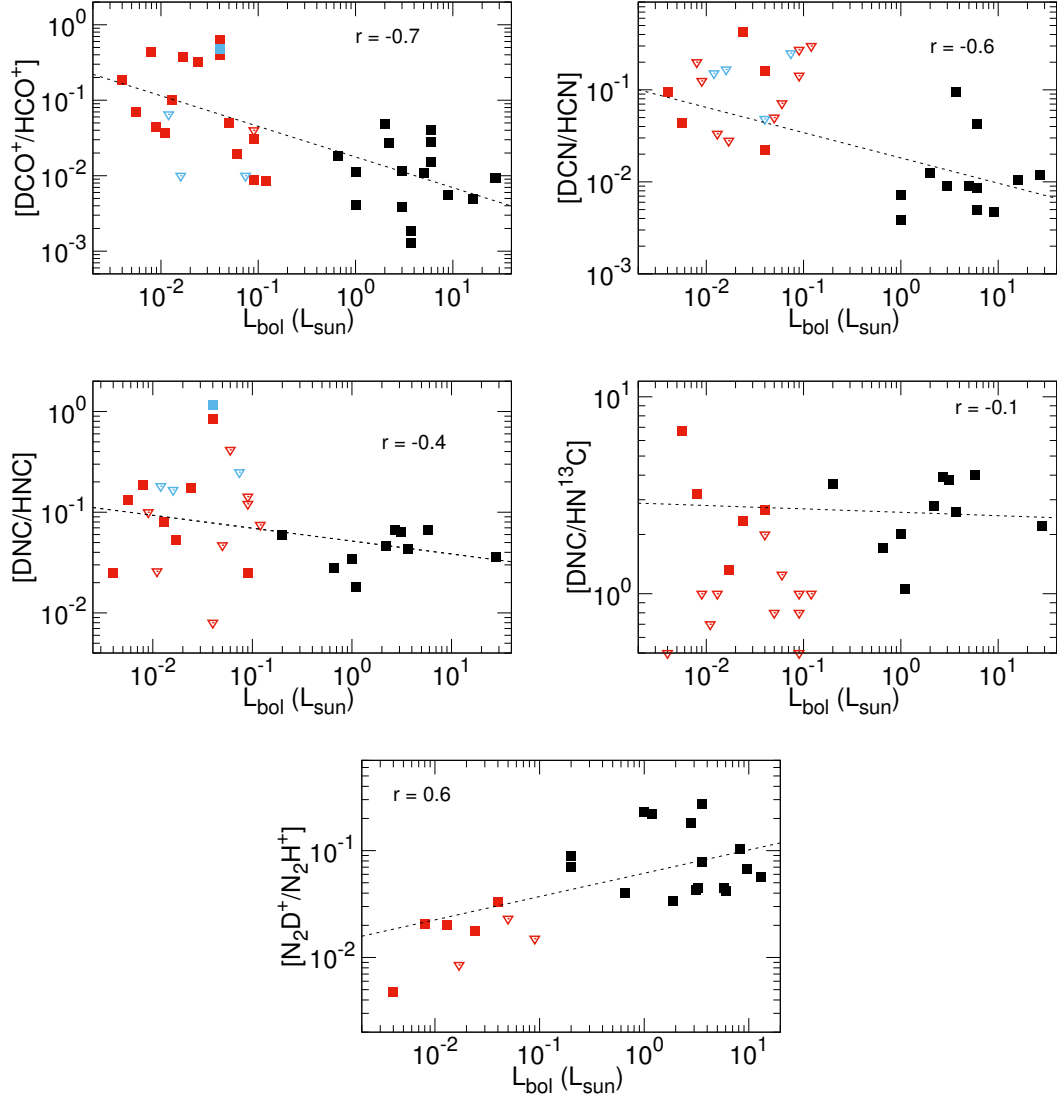 r = -0.7
[DCO⁺/HCO⁺]
10⁰
10⁻¹
10⁻²
10⁻³
10⁻² 10⁻¹ 10⁰ 10¹
L_bol (L_sun)
r = -0.6
[DCN/HCN]
10⁻¹
10⁻²
10⁻³
10⁻² 10⁻¹ 10⁰ 10¹
L_bol (L_sun)
r = -0.4
[DNC/HNC]
10⁰
10⁻¹
10⁻²
10⁻² 10⁻¹ 10⁰ 10¹
L_bol (L_sun)
r = -0.1
[DNC/HN¹³C]
10¹
10⁰
10⁻² 10⁻¹ 10⁰ 10¹
L_bol (L_sun)
r = 0.6
[N₂D⁺/N₂H⁺]
10⁻¹
10⁻²
10⁻² 10⁻¹ 10⁰ 10¹
L_bol (L_sun)